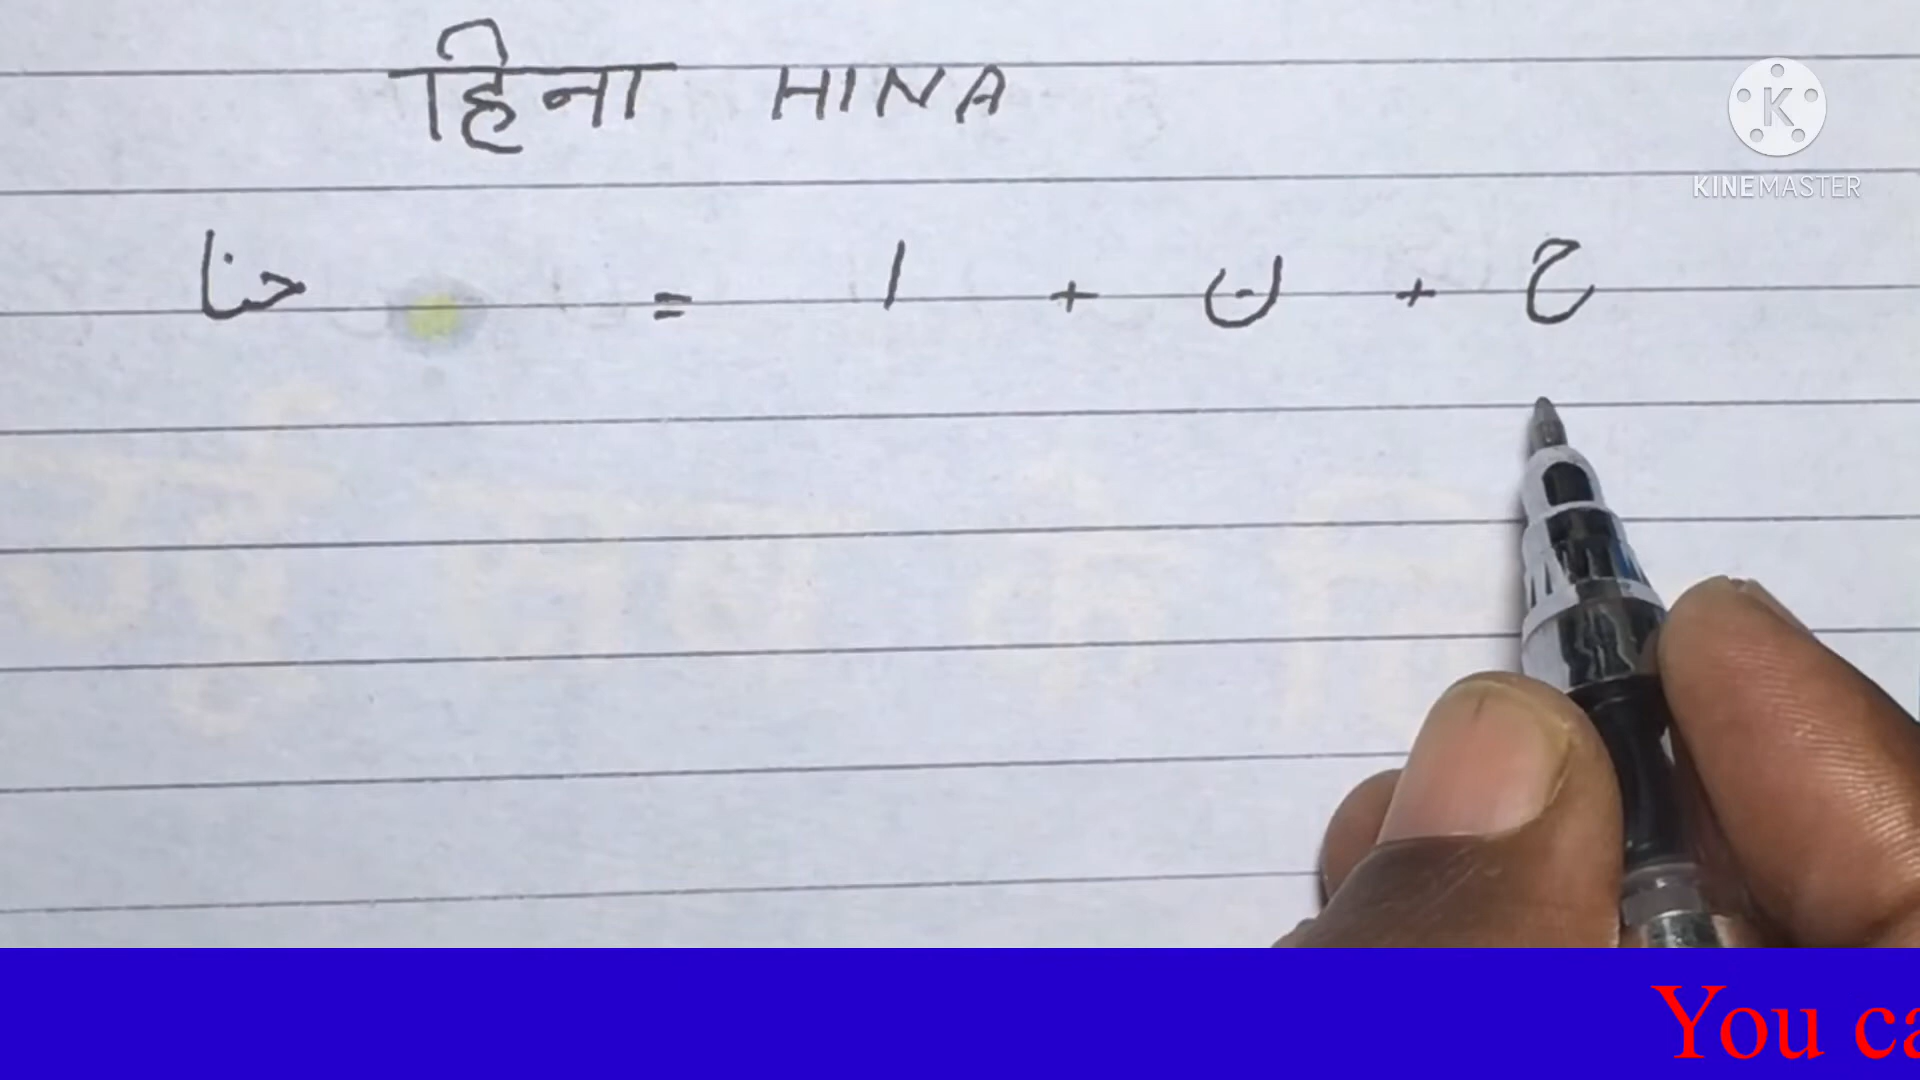 हिना HINA
ح + ن + ا = حنا
KINEMASTER
You ca